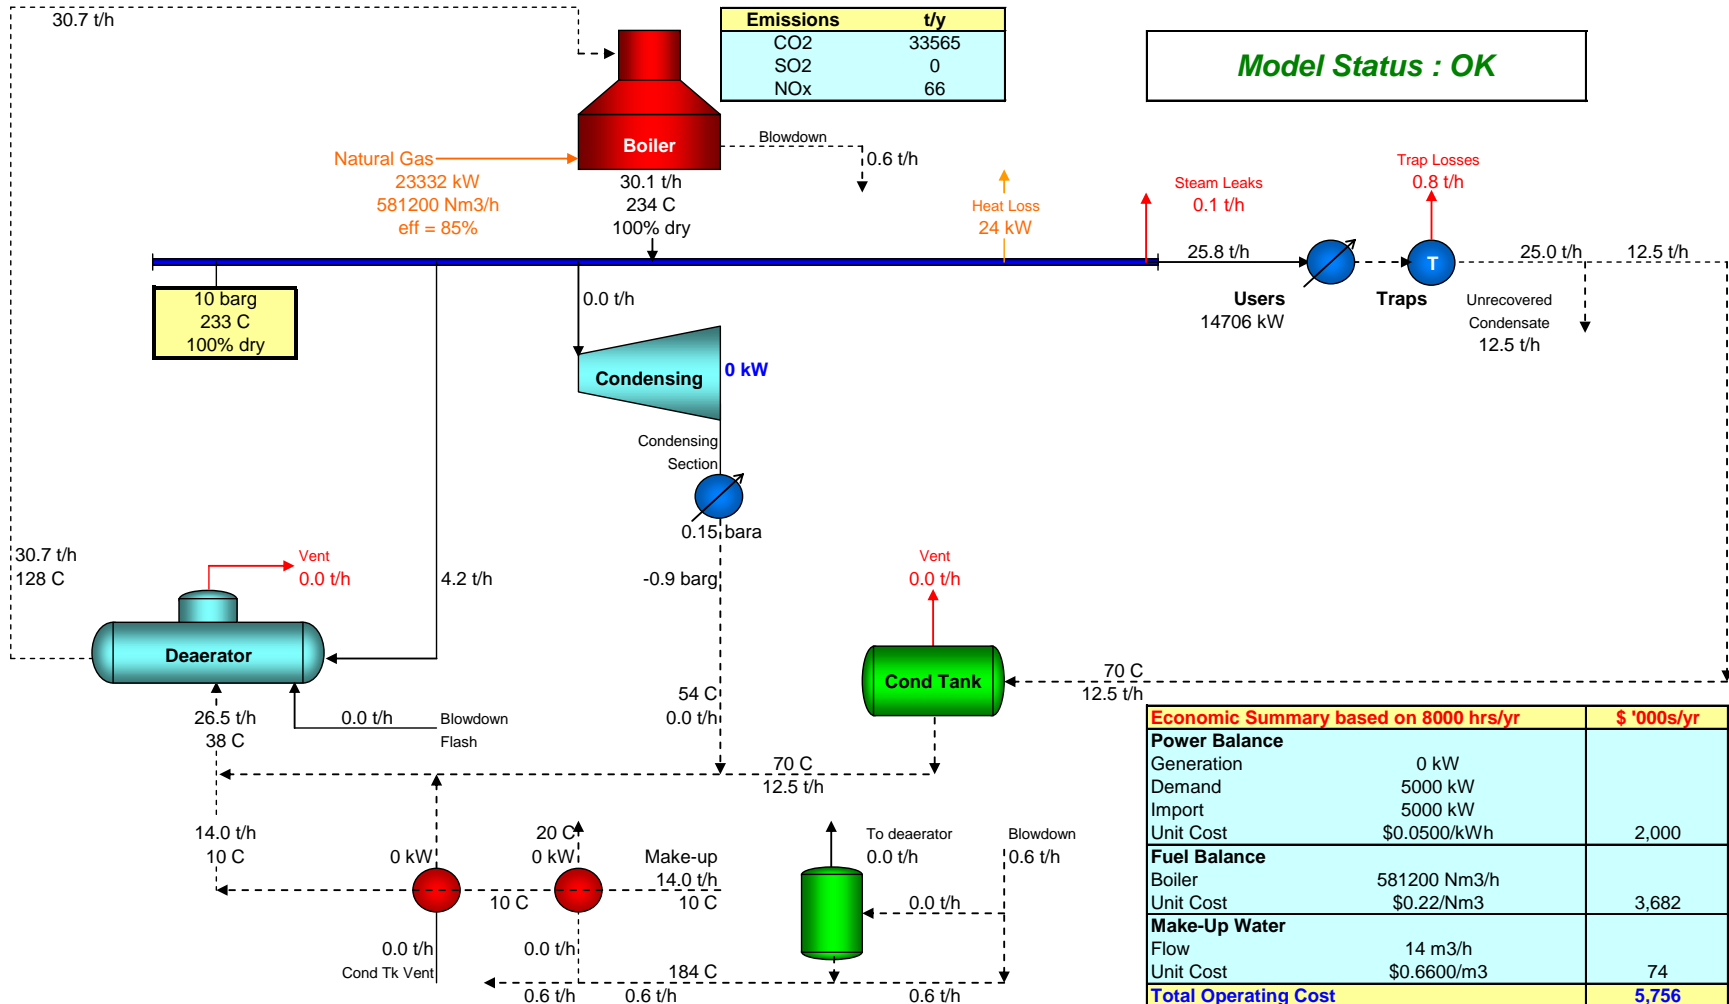 30.7 t/h
Emissions t/y
CO2 33565
SO2 0
NOx 66
Model Status : OK
Boiler
Blowdown
0.6 t/h
Natural Gas
23332 kW
581200 Nm3/h
eff = 85%
30.1 t/h
234 C
100% dry
Heat Loss
24 kW
Steam Leaks
0.1 t/h
Trap Losses
0.8 t/h
25.8 t/h
T
25.0 t/h
12.5 t/h
Users
14706 kW
Traps
Unrecovered
Condensate
12.5 t/h
10 barg
233 C
100% dry
0.0 t/h
Condensing
0 kW
Condensing
Section
0.15 bara
-0.9 barg
30.7 t/h
128 C
Vent
0.0 t/h
4.2 t/h
Vent
0.0 t/h
Deaerator
Cond Tank
70 C
12.5 t/h
54 C
0.0 t/h
26.5 t/h
38 C
0.0 t/h
Blowdown
Flash
70 C
12.5 t/h
14.0 t/h
10 C
0 kW
20 C
0 kW
Make-up
14.0 t/h
10 C
10 C
To deaerator
0.0 t/h
Blowdown
0.6 t/h
0.0 t/h
0.0 t/h
Cond Tk Vent
0.0 t/h
184 C
0.6 t/h
0.6 t/h
0.6 t/h
Economic Summary based on 8000 hrs/yr $ '000s/yr
Power Balance
Generation 0 kW
Demand 5000 kW
Import 5000 kW
Unit Cost $0.0500/kWh 2,000
Fuel Balance
Boiler 581200 Nm3/h
Unit Cost $0.22/Nm3 3,682
Make-Up Water
Flow 14 m3/h
Unit Cost $0.6600/m3 74
Total Operating Cost 5,756